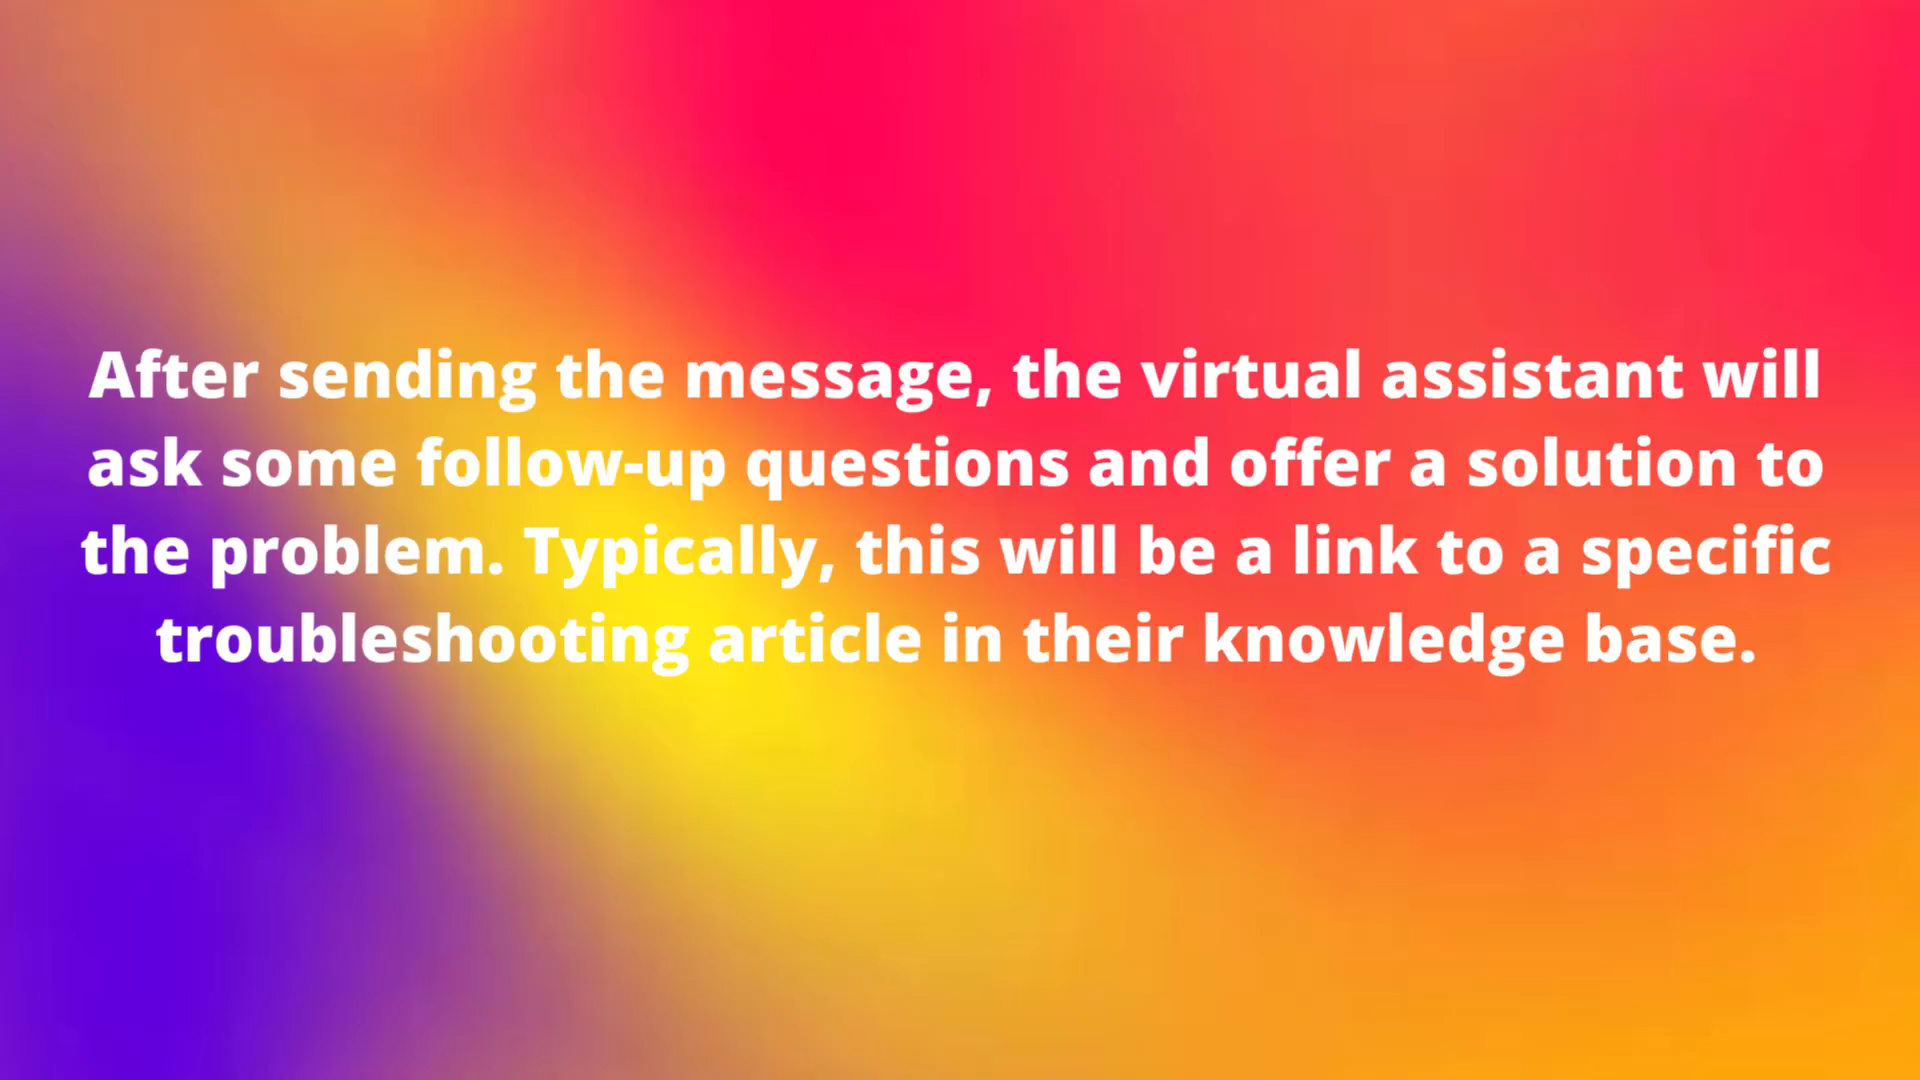 After sending the message, the virtual assistant will
ask some follow-up questions and offer a solution to
the problem. Typically, this will be a link to a specific
troubleshooting article in their knowledge base.